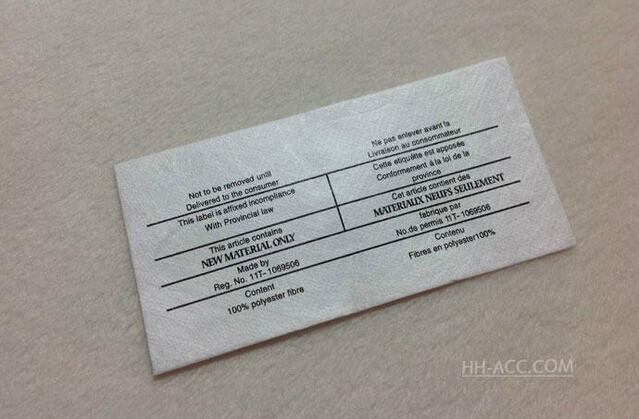 Not to be removed until
Delivered to the consumer
This label is affixed incompliance
With Provincial law
This article contains
NEW MATERIAL ONLY
Made by
Reg. No. 11T- 1069506
Content
100% polyester fibre
Ne pas enlever avant la
Livraison au consommateur
Cette etiquêtte est apposée
Conformement à la loi de la
province
Cet article contient des
MATERIALIX NEUFS SEULEMENT
fabrique par
No.de permis 11T-1069506
Contenu
Fibres en polyester100%
HH-ACC.COM